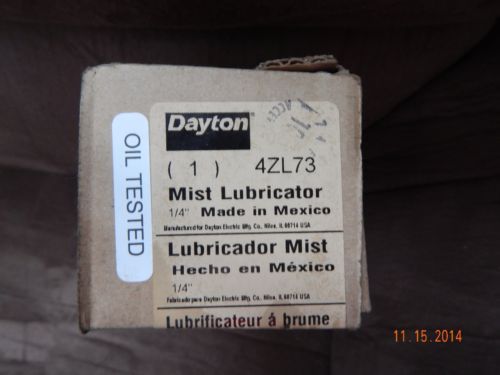 OIL TESTED
Dayton
( 1 ) 4ZL73
Mist Lubricator
1/4" Made in Mexico
Manufactured for Dayton Electric Mfg. Co., Niles, IL 60714 USA
Lubricador Mist
Hecho en México
1/4"
Fabricado para Dayton Electric Mfg. Co., Niles, IL 60714 USA
Lubrificateur á brume
11.15.2014